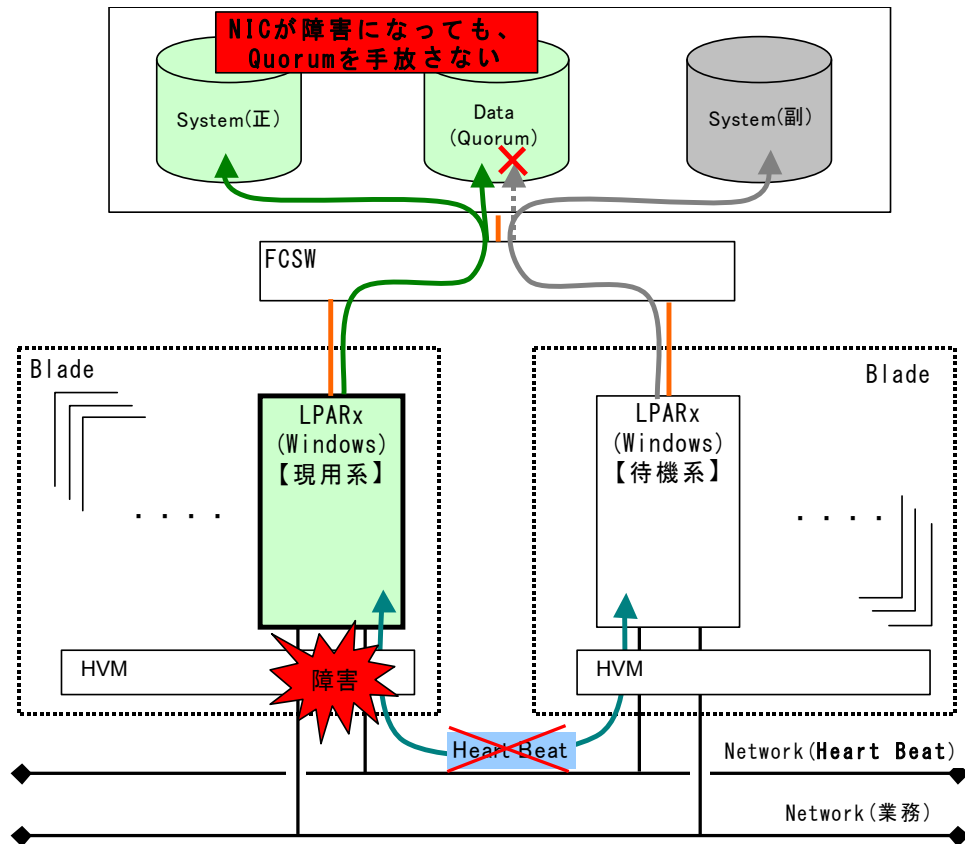 NICが障害になっても、
Quorumを手放さない
System(正)
Data
(Quorum)
System(副)
FCSW
Blade
Blade
LPARx
(Windows)
【現用系】
LPARx
(Windows)
【待機系】
. . . .
. . . .
HVM
障害
HVM
Heart Beat
Network(Heart Beat)
Network(業務)